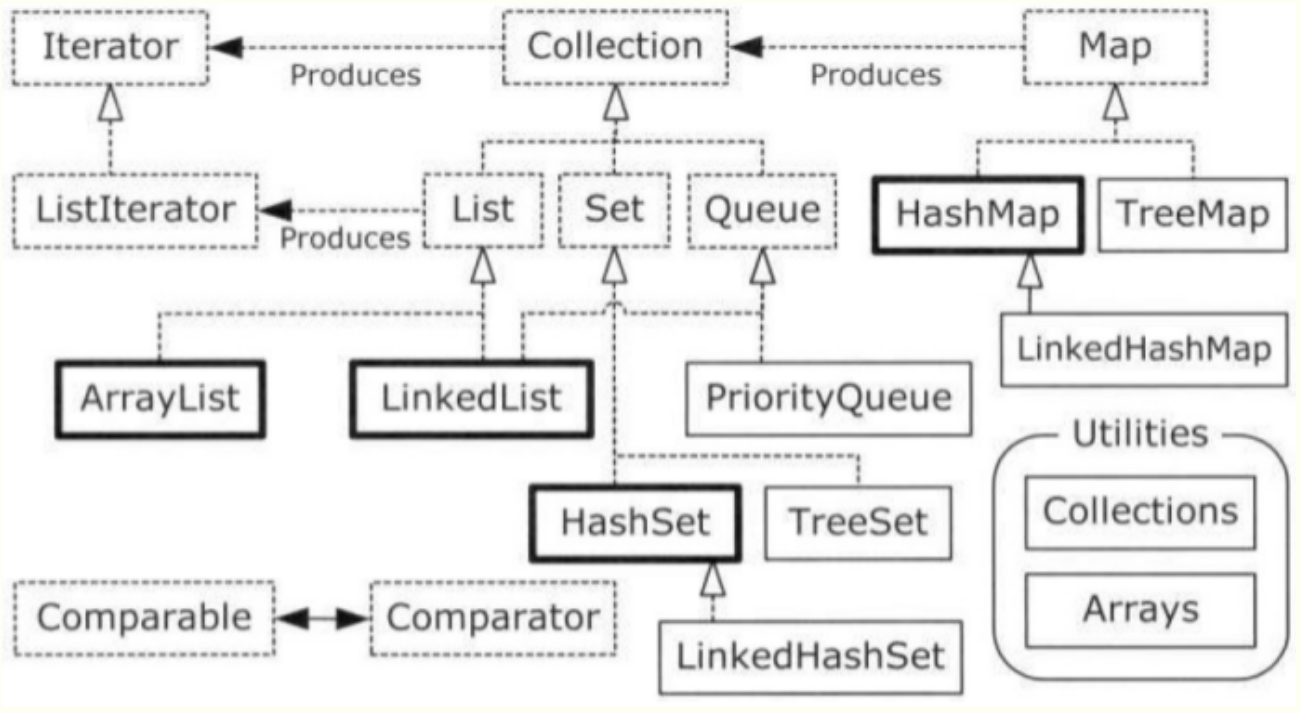 Iterator
Collection
Map
Produces
Produces
ListIterator
List
Set
Queue
HashMap
TreeMap
Produces
LinkedHashMap
ArrayList
LinkedList
PriorityQueue
Utilities
HashSet
TreeSet
Collections
Comparable
Comparator
Arrays
LinkedHashSet